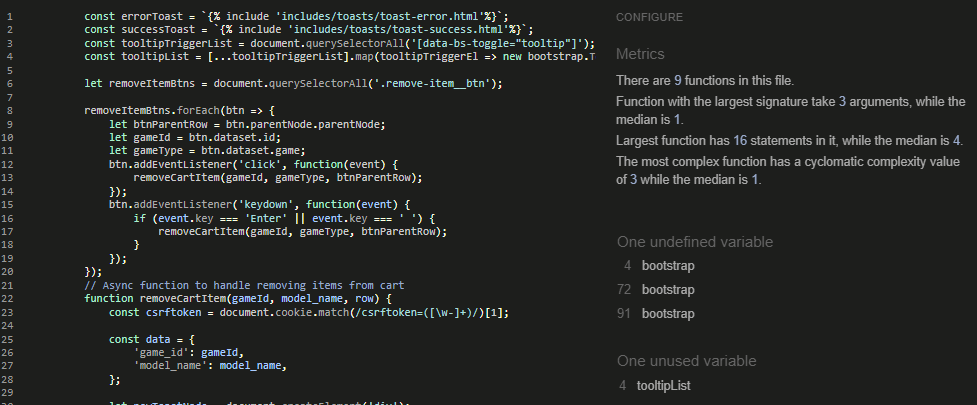 1 const errorToast = `{% include 'includes/toasts/toast-error.html'%}`;
2 const successToast = `{% include 'includes/toasts/toast-success.html'%}`;
3 const tooltipTriggerList = document.querySelectorAll('[data-bs-toggle="tooltip"]');
4 const tooltipList = [...tooltipTriggerList].map(tooltipTriggerEl => new bootstrap.T
5
6 let removeItemBtns = document.querySelectorAll('.remove-item__btn');
7
8 removeItemBtns.forEach(btn => {
9 let btnParentRow = btn.parentNode.parentNode;
10 let gameId = btn.dataset.id;
11 let gameType = btn.dataset.game;
12 btn.addEventListener('click', function(event) {
13 removeCartItem(gameId, gameType, btnParentRow);
14 });
15 btn.addEventListener('keydown', function(event) {
16 if (event.key === 'Enter' || event.key === ' ') {
17 removeCartItem(gameId, gameType, btnParentRow);
18 }
19 });
20 });
21 // Async function to handle removing items from cart
22 function removeCartItem(gameId, model_name, row) {
23 const csrftoken = document.cookie.match(/csrftoken=([\w-]+)/)[1];
24
25 const data = {
26 'game_id': gameId,
27 'model_name': model_name,
28 };
29
CONFIGURE
Metrics
There are 9 functions in this file.
Function with the largest signature take 3 arguments, while the
median is 1.
Largest function has 16 statements in it, while the median is 4.
The most complex function has a cyclomatic complexity value
of 3 while the median is 1.
One undefined variable
4 bootstrap
72 bootstrap
91 bootstrap
One unused variable
4 tooltipList